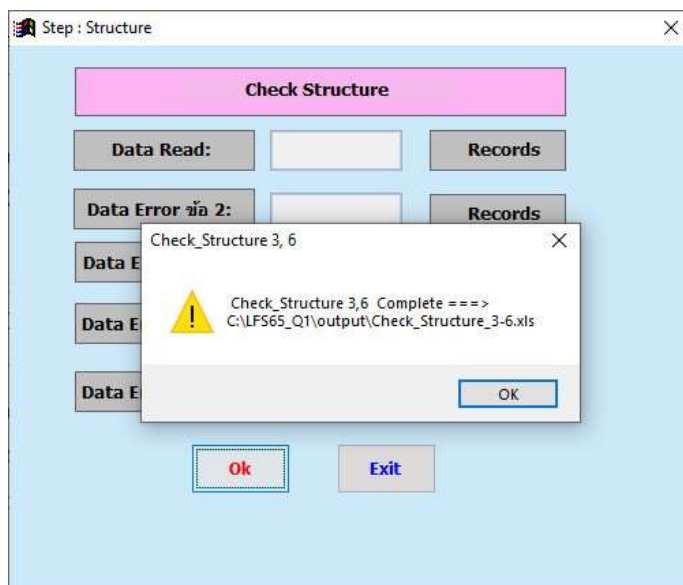 Step : Structure
Check Structure
Data Read:
Records
Data Error ข้อ 2:
Records
Check_Structure 3, 6
Data E
Check_Structure 3,6 Complete ===>
C:\LFS65_Q1\output\Check_Structure_3-6.xls
Data E
Data E
OK
Ok
Exit